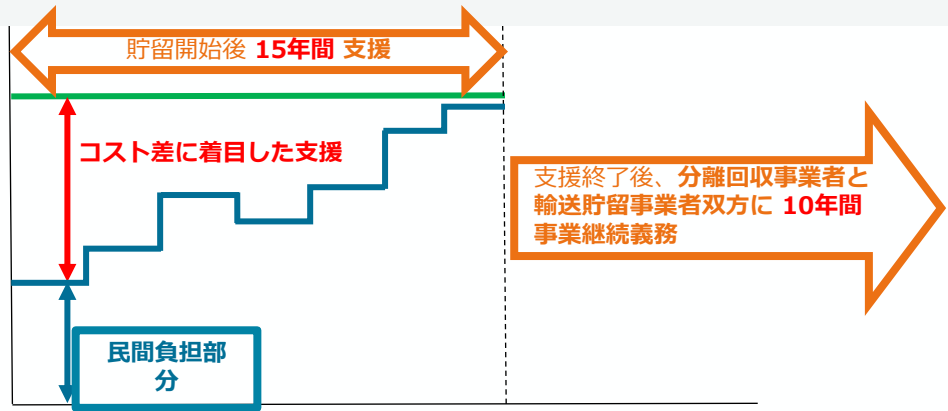 貯留開始後 15年間 支援
コスト差に着目した支援
支援終了後、分離回収事業者と
輸送貯留事業者双方に 10年間
事業継続義務
民間負担部
分